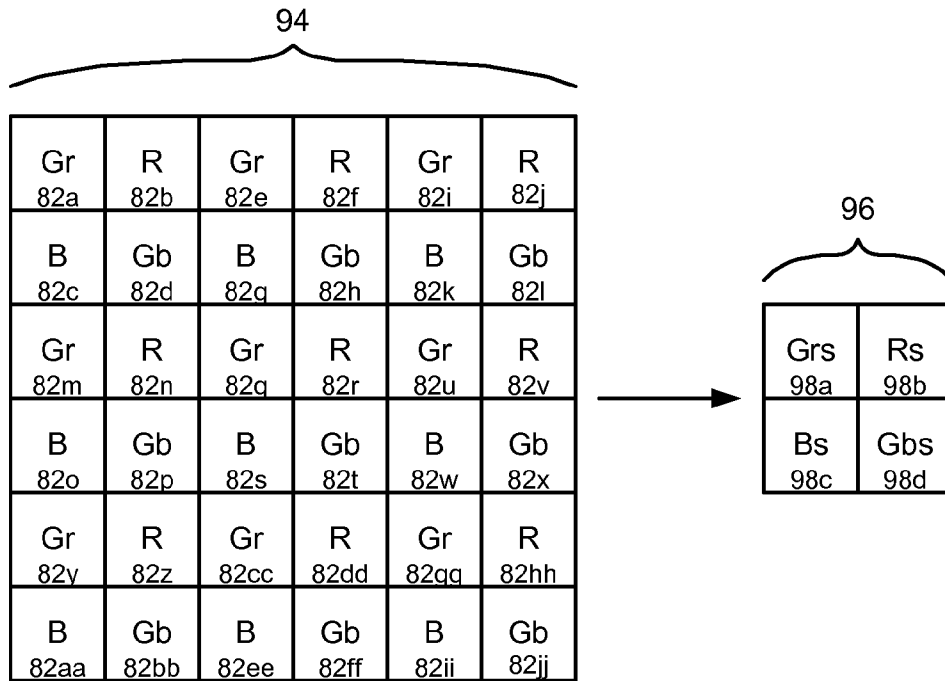 94
Gr R Gr R Gr R
82a 82b 82e 82f 82i 82j
B Gb B Gb B Gb
82c 82d 82g 82h 82k 82l
Gr R Gr R Gr R
82m 82n 82q 82r 82u 82v
B Gb B Gb B Gb
82o 82p 82s 82t 82w 82x
Gr R Gr R Gr R
82y 82z 82cc 82dd 82gg 82hh
B Gb B Gb B Gb
82aa 82bb 82ee 82ff 82ii 82jj
96
Grs Rs
98a 98b
Bs Gbs
98c 98d